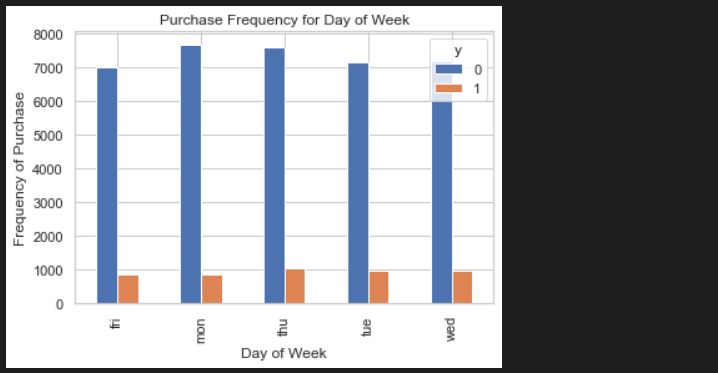 Purchase Frequency for Day of Week
8000
7000
6000
5000
4000
3000
2000
1000
0
Frequency of Purchase
y
0
1
fri
mon
thu
tue
wed
Day of Week